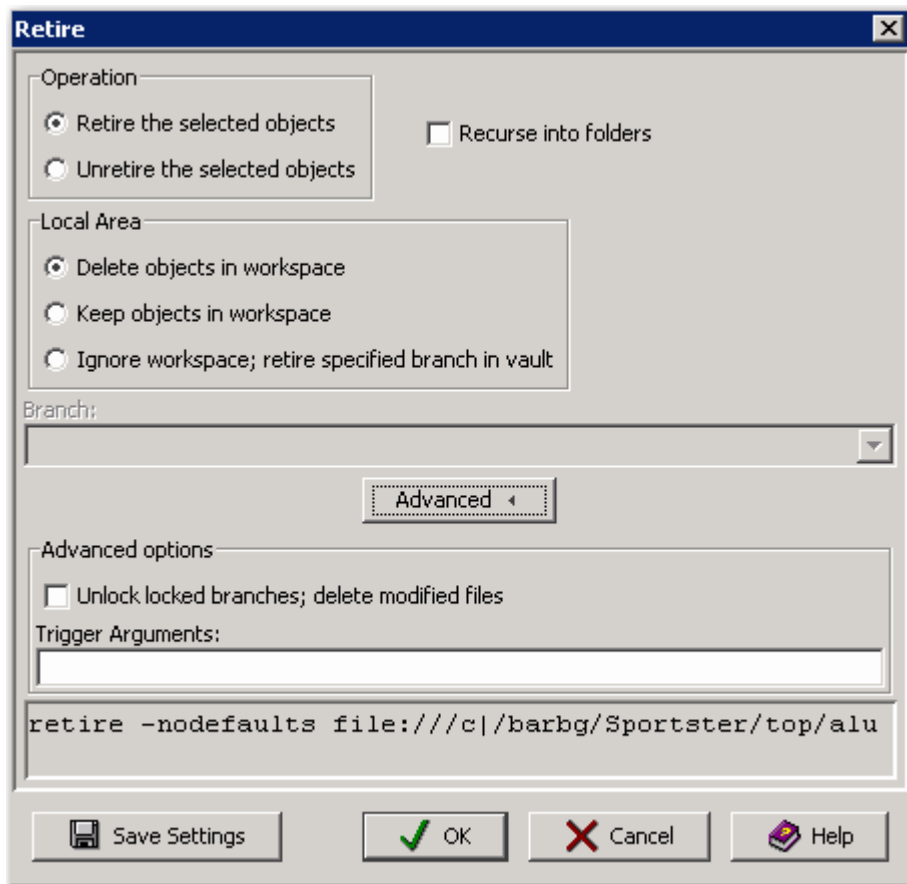 Retire
Operation
Retire the selected objects
Recurse into folders
Unretire the selected objects
Local Area
Delete objects in workspace
Keep objects in workspace
Ignore workspace; retire specified branch in vault
Branch:
Advanced
Advanced options
Unlock locked branches; delete modified files
Trigger Arguments:
retire -nodefaults file:///c|/barbg/Sportster/top/alu
Save Settings
OK
Cancel
Help